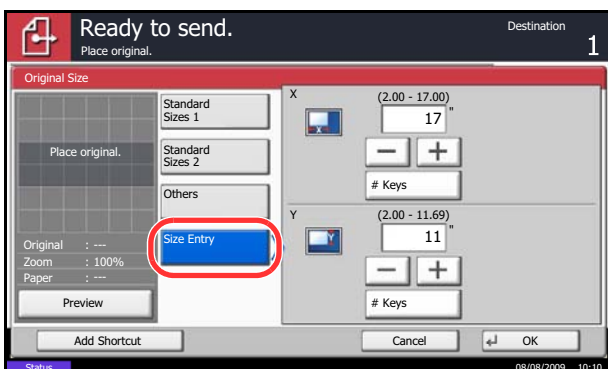 Ready to send.
Destination
Place original.
1
Original Size
Place original.
Original : ---
Zoom : 100%
Paper : ---
Preview
Standard
Sizes 1
Standard
Sizes 2
Others
Size Entry
X
(2.00 - 17.00)
17 "
# Keys
Y
(2.00 - 11.69)
11 "
# Keys
Add Shortcut
Cancel
OK
Status
08/08/2009 10:10